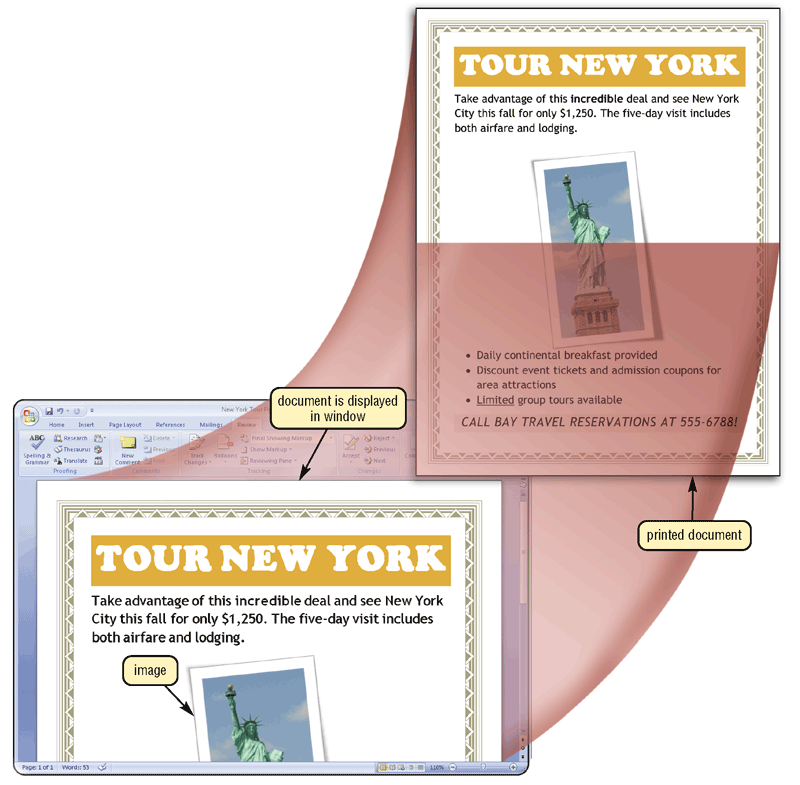 TOUR NEW YORK
Take advantage of this incredible deal and see New York
City this fall for only $1,250. The five-day visit includes
both airfare and lodging.
• Daily continental breakfast provided
• Discount event tickets and admission coupons for
area attractions
• Limited group tours available
CALL BAY TRAVEL RESERVATIONS AT 555-6788!
printed document
document is displayed
in window
New York Tour
Home Insert Page Layout References Mailings Review
ABC
Spelling &
Grammar
Research
Thesaurus
Translate
Proofing
New
Comment
Delete
Previous
Next
Comments
Track
Changes
Balloons
Final Showing Markup
Show Markup
Reviewing Pane
Tracking
Accept
Reject
Previous
Next
Changes
TOUR NEW YORK
Take advantage of this incredible deal and see New York
City this fall for only $1,250. The five-day visit includes
both airfare and lodging.
image
Page: 1 of 1 Words: 53
110%